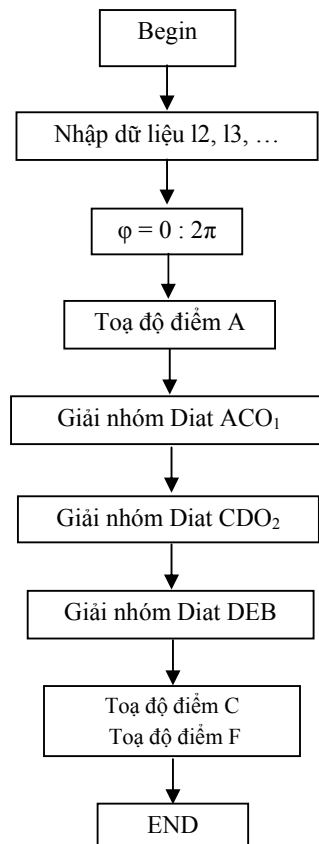 Begin
Nhập dữ liệu l2, l3, …
φ = 0 : 2π
Toạ độ điểm A
Giải nhóm Diat ACO₁
Giải nhóm Diat CDO₂
Giải nhóm Diat DEB
Toạ độ điểm C
Toạ độ điểm F
END